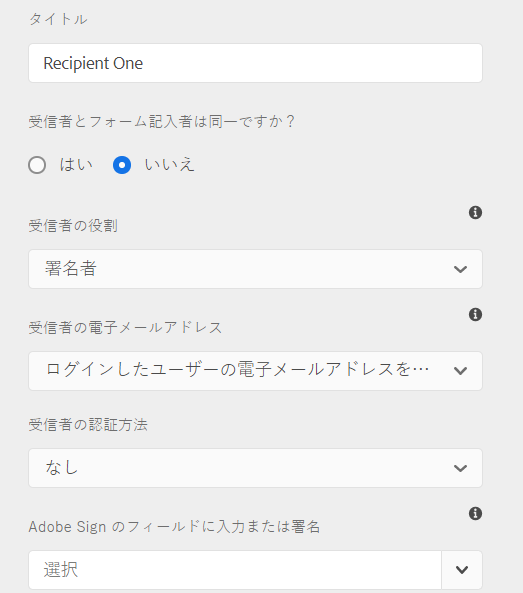 タイトル
Recipient One
受信者とフォーム記入者は同一ですか？
はい いいえ
受信者の役割
署名者
受信者の電子メールアドレス
ログインしたユーザーの電子メールアドレスを…
受信者の認証方法
なし
Adobe Sign のフィールドに入力または署名
選択